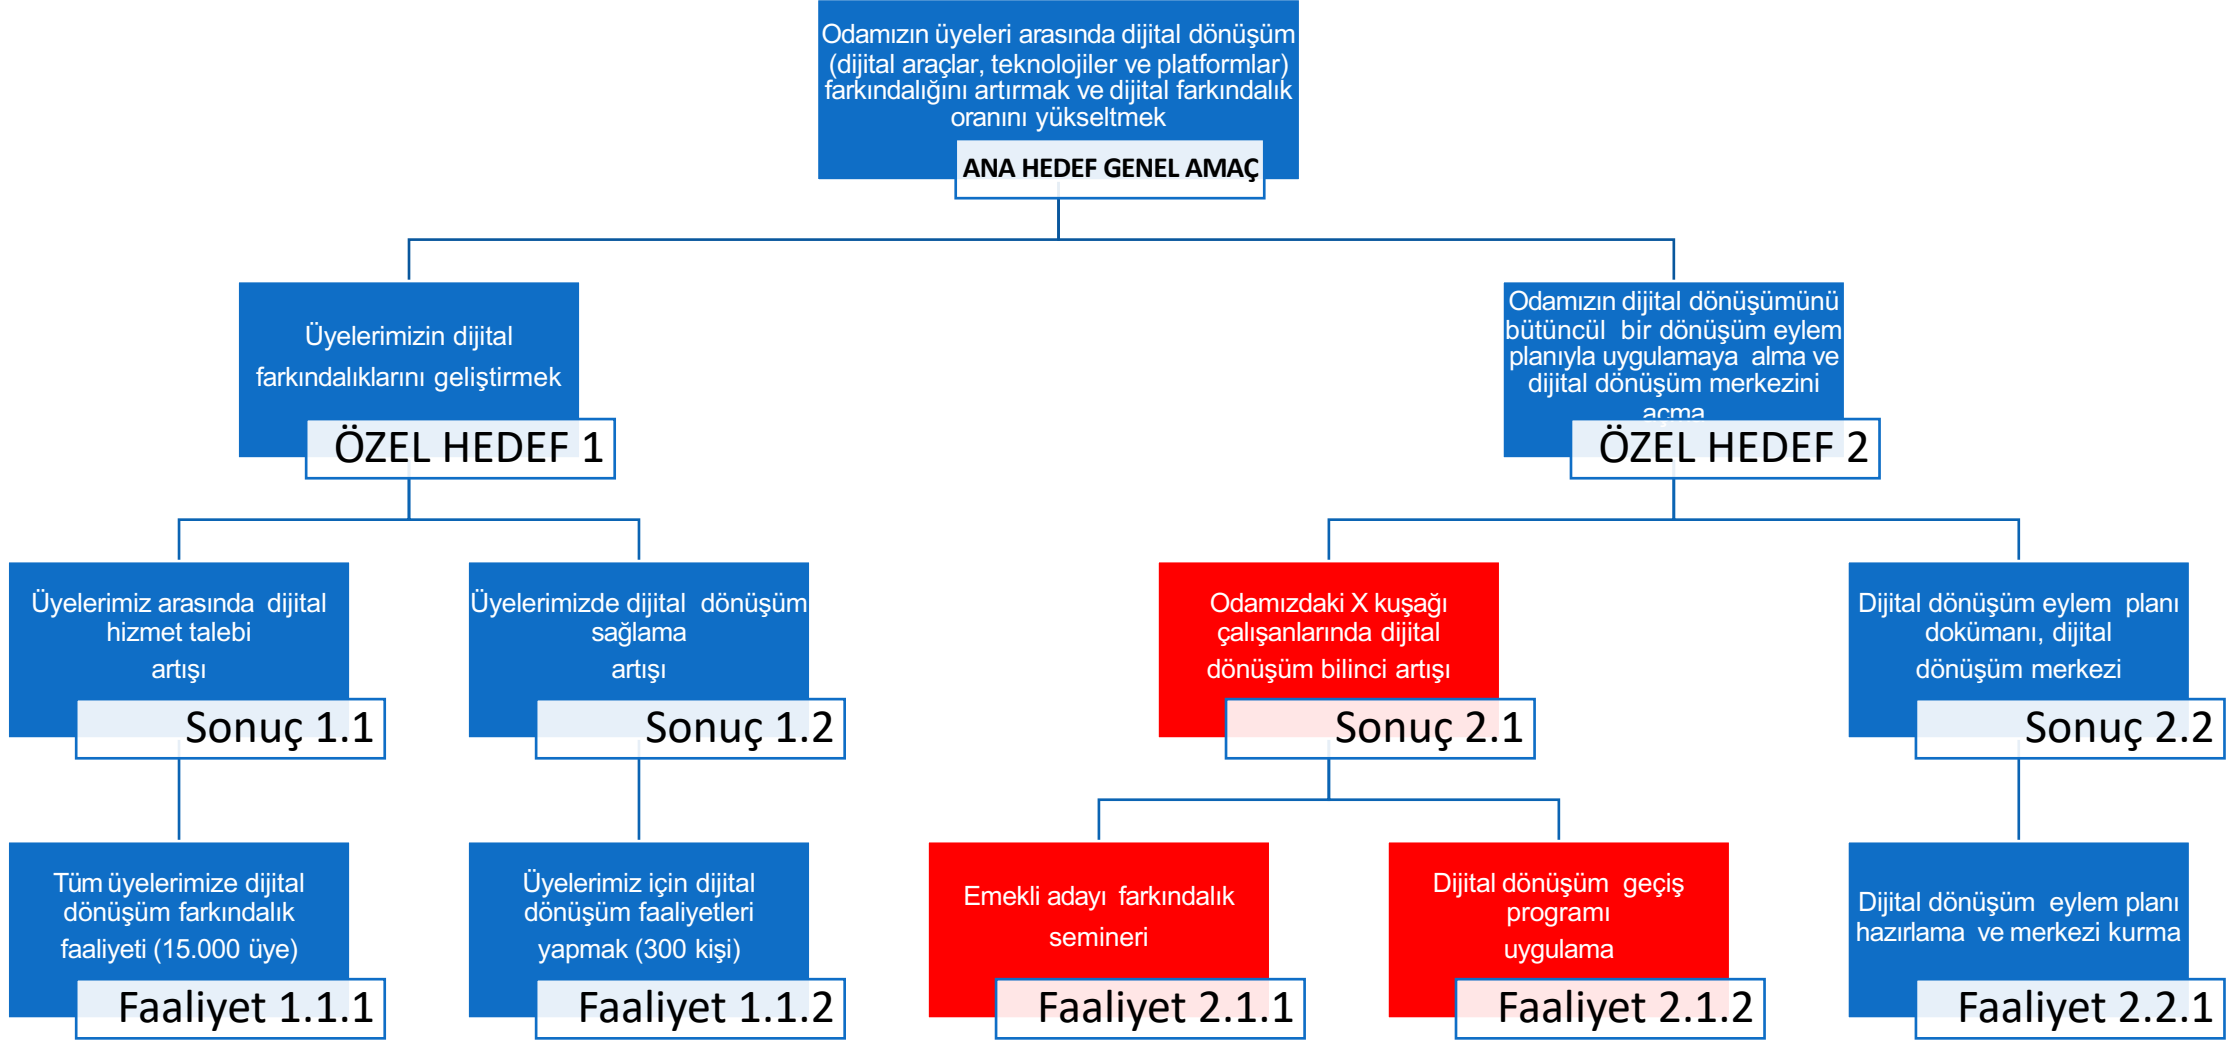 Odamızın üyeleri arasında dijital dönüşüm
(dijital araçlar, teknolojiler ve platformlar)
farkındalığını artırmak ve dijital farkındalık
oranını yükseltmek
ANA HEDEF GENEL AMAÇ
Üyelerimizin dijital
farkındalıklarını geliştirmek
ÖZEL HEDEF 1
Odamızın dijital dönüşümünü
bütüncül bir dönüşüm eylem
planıyla uygulamaya alma ve
dijital dönüşüm merkezini
açma
ÖZEL HEDEF 2
Üyelerimiz arasında dijital
hizmet talebi
artışı
Sonuç 1.1
Üyelerimizde dijital dönüşüm
sağlama
artışı
Sonuç 1.2
Odamızdaki X kuşağı
çalışanlarında dijital
dönüşüm bilinci artışı
Sonuç 2.1
Dijital dönüşüm eylem planı
dokümanı, dijital
dönüşüm merkezi
Sonuç 2.2
Tüm üyelerimize dijital
dönüşüm farkındalık
faaliyeti (15.000 üye)
Faaliyet 1.1.1
Üyelerimiz için dijital
dönüşüm faaliyetleri
yapmak (300 kişi)
Faaliyet 1.1.2
Emekli adayı farkındalık
semineri
Faaliyet 2.1.1
Dijital dönüşüm geçiş
programı
uygulama
Faaliyet 2.1.2
Dijital dönüşüm eylem planı
hazırlama ve merkezi kurma
Faaliyet 2.2.1